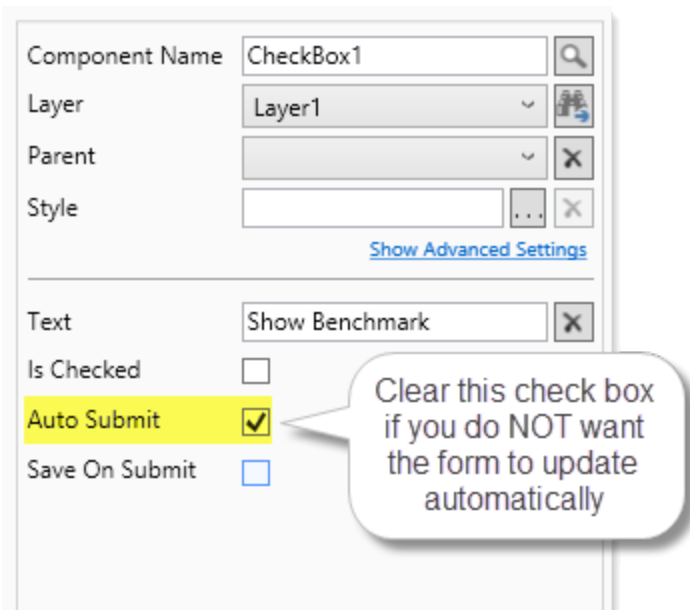 Component Name CheckBox1
Layer Layer1
Parent
Style ...
Show Advanced Settings
Text Show Benchmark
Is Checked
Auto Submit
Save On Submit
Clear this check box
if you do NOT want
the form to update
automatically